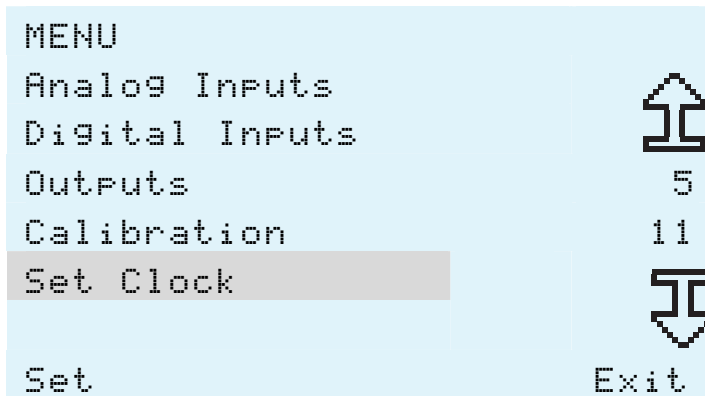 MENU
Analog Inputs
Digital Inputs
Outputs 5
Calibration 11
Set Clock
Set Exit